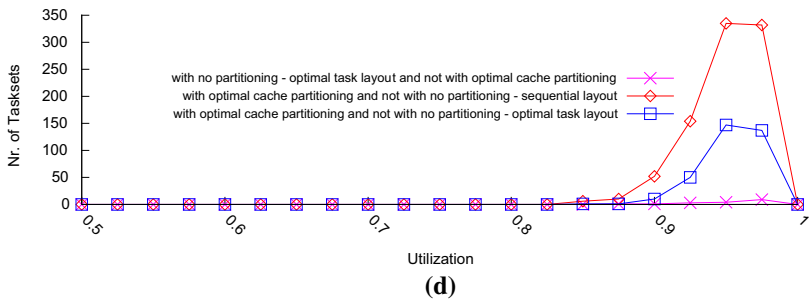 350
300
250
200
150
100
50
0
Nr. of Tasksets
with no partitioning - optimal task layout and not with optimal cache partitioning
with optimal cache partitioning and not with no partitioning - sequential layout
with optimal cache partitioning and not with no partitioning - optimal task layout
0.5
0.6
0.7
0.8
0.9
1
Utilization
(d)